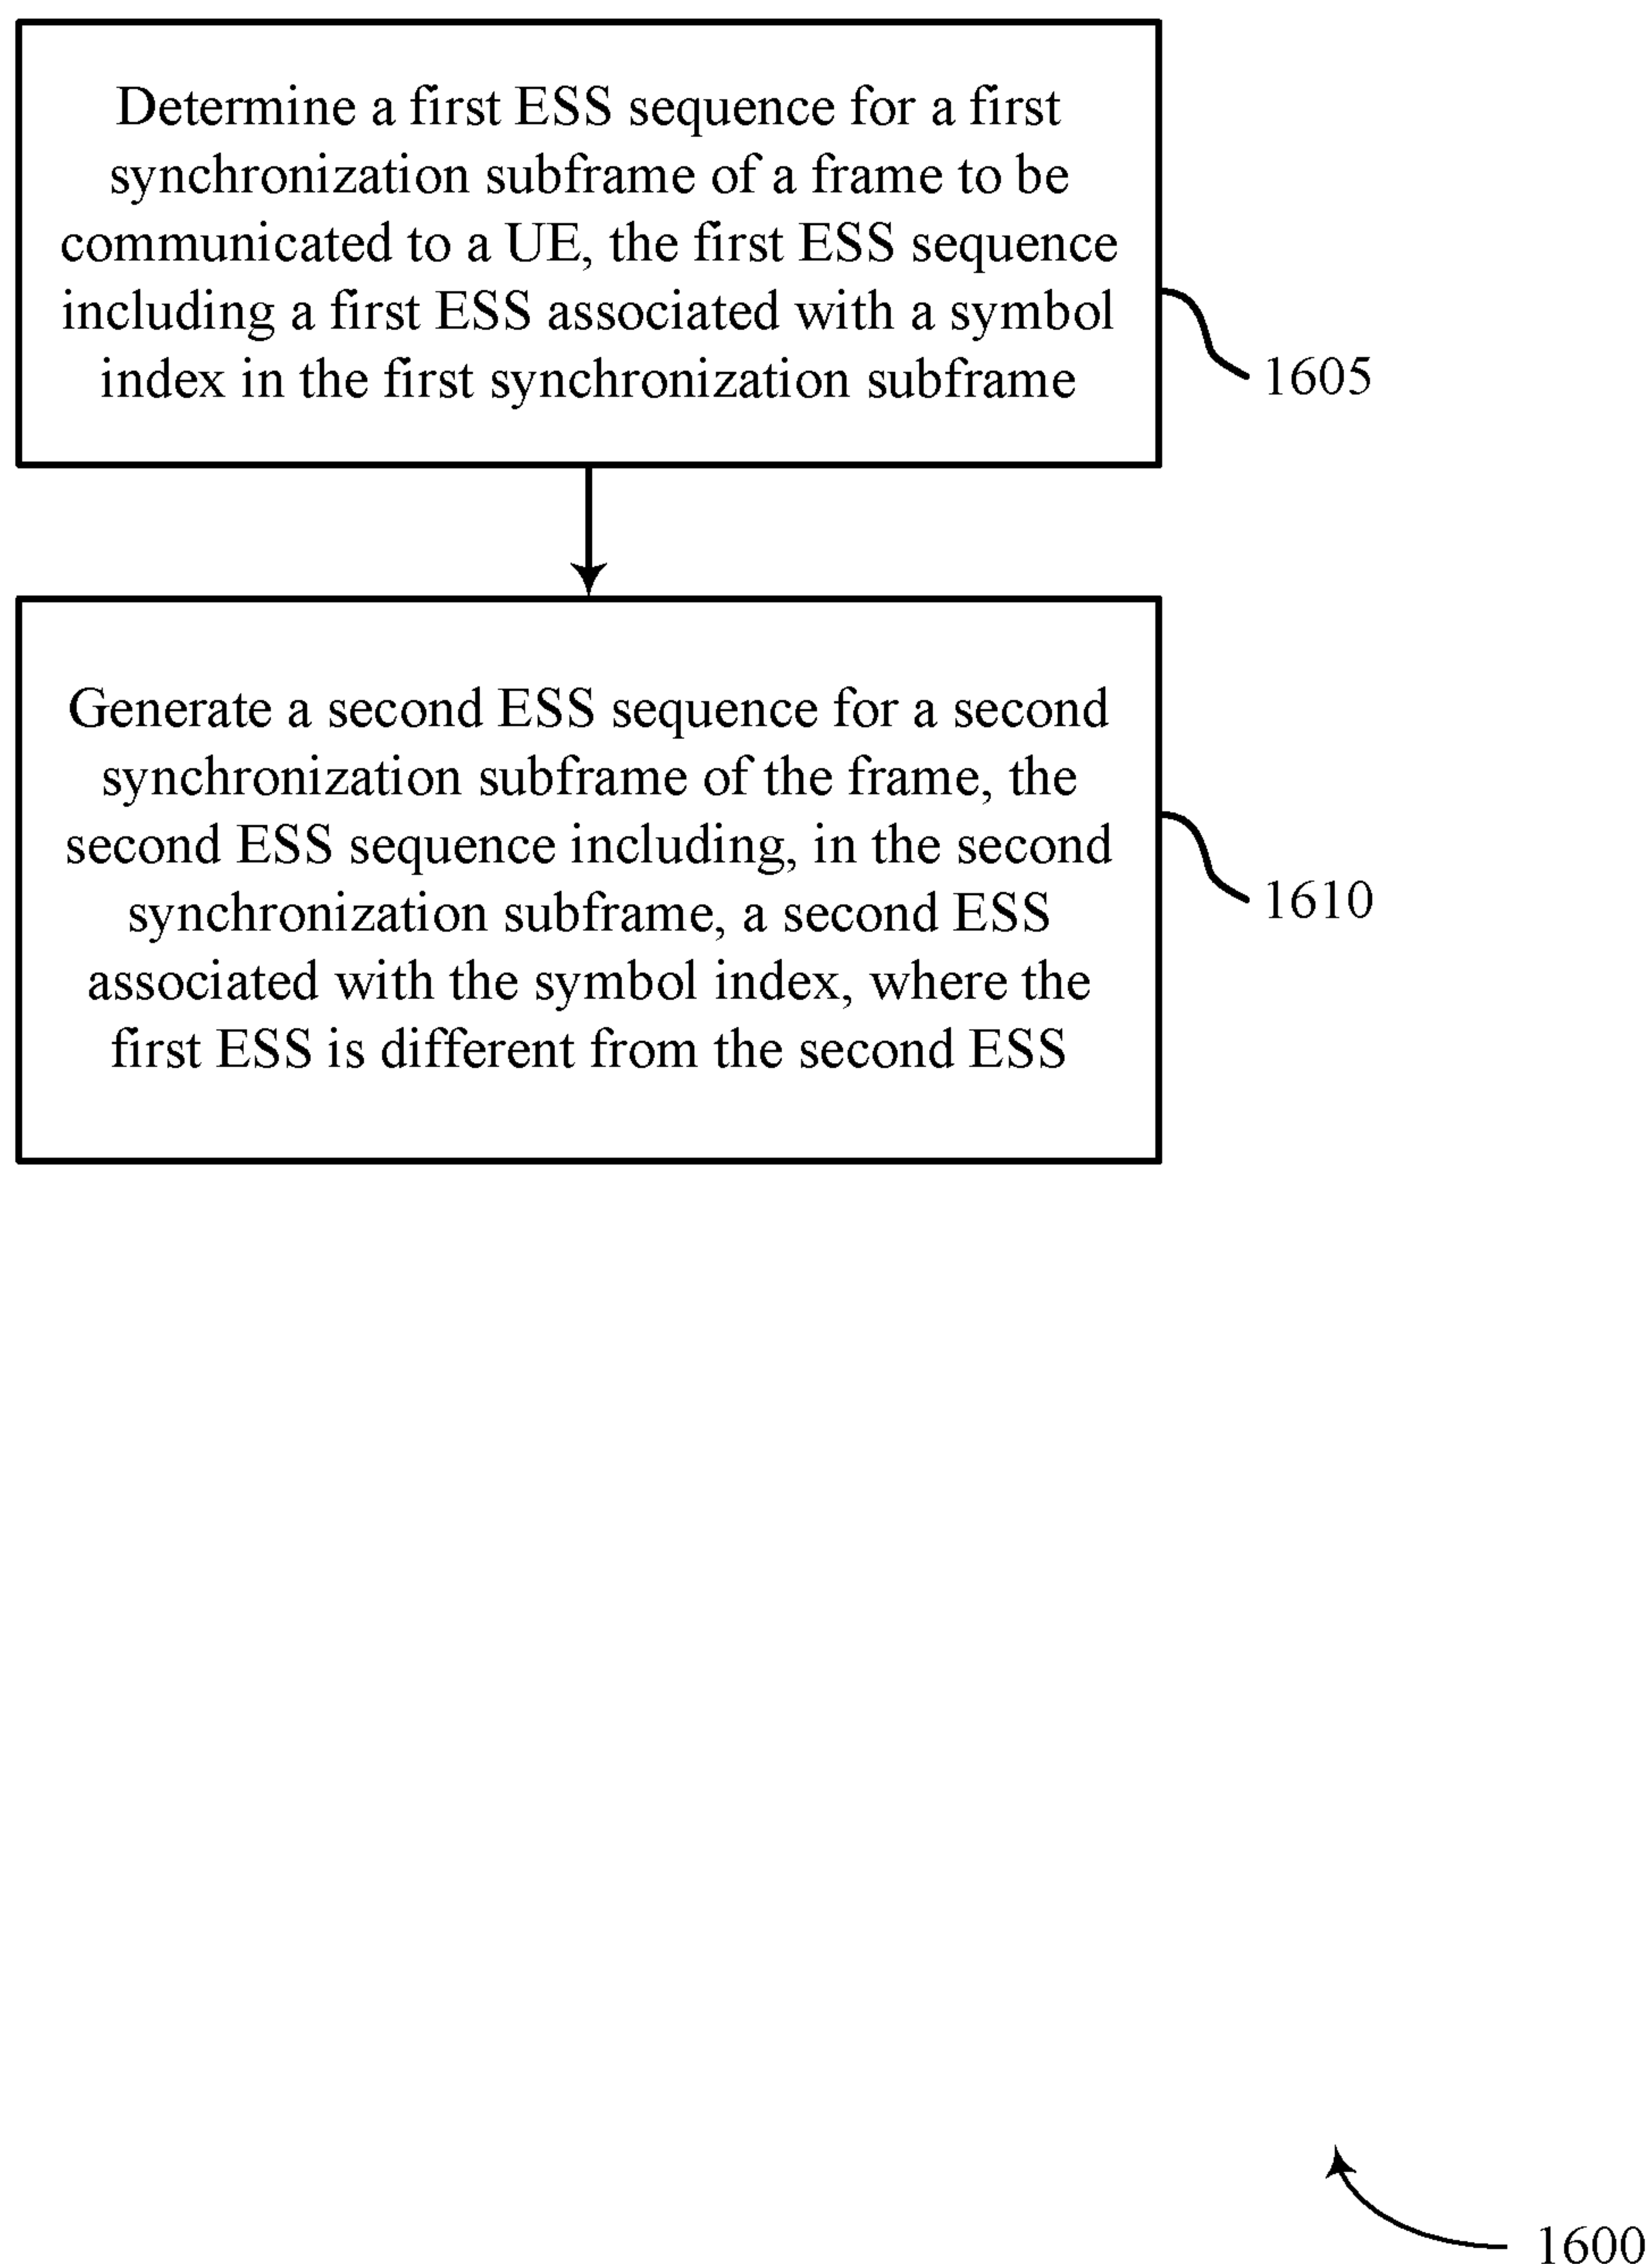 Determine a first ESS sequence for a first
synchronization subframe of a frame to be
communicated to a UE, the first ESS sequence
including a first ESS associated with a symbol
index in the first synchronization subframe
1605
Generate a second ESS sequence for a second
synchronization subframe of the frame, the
second ESS sequence including, in the second
synchronization subframe, a second ESS
associated with the symbol index, where the
first ESS is different from the second ESS
1610
1600